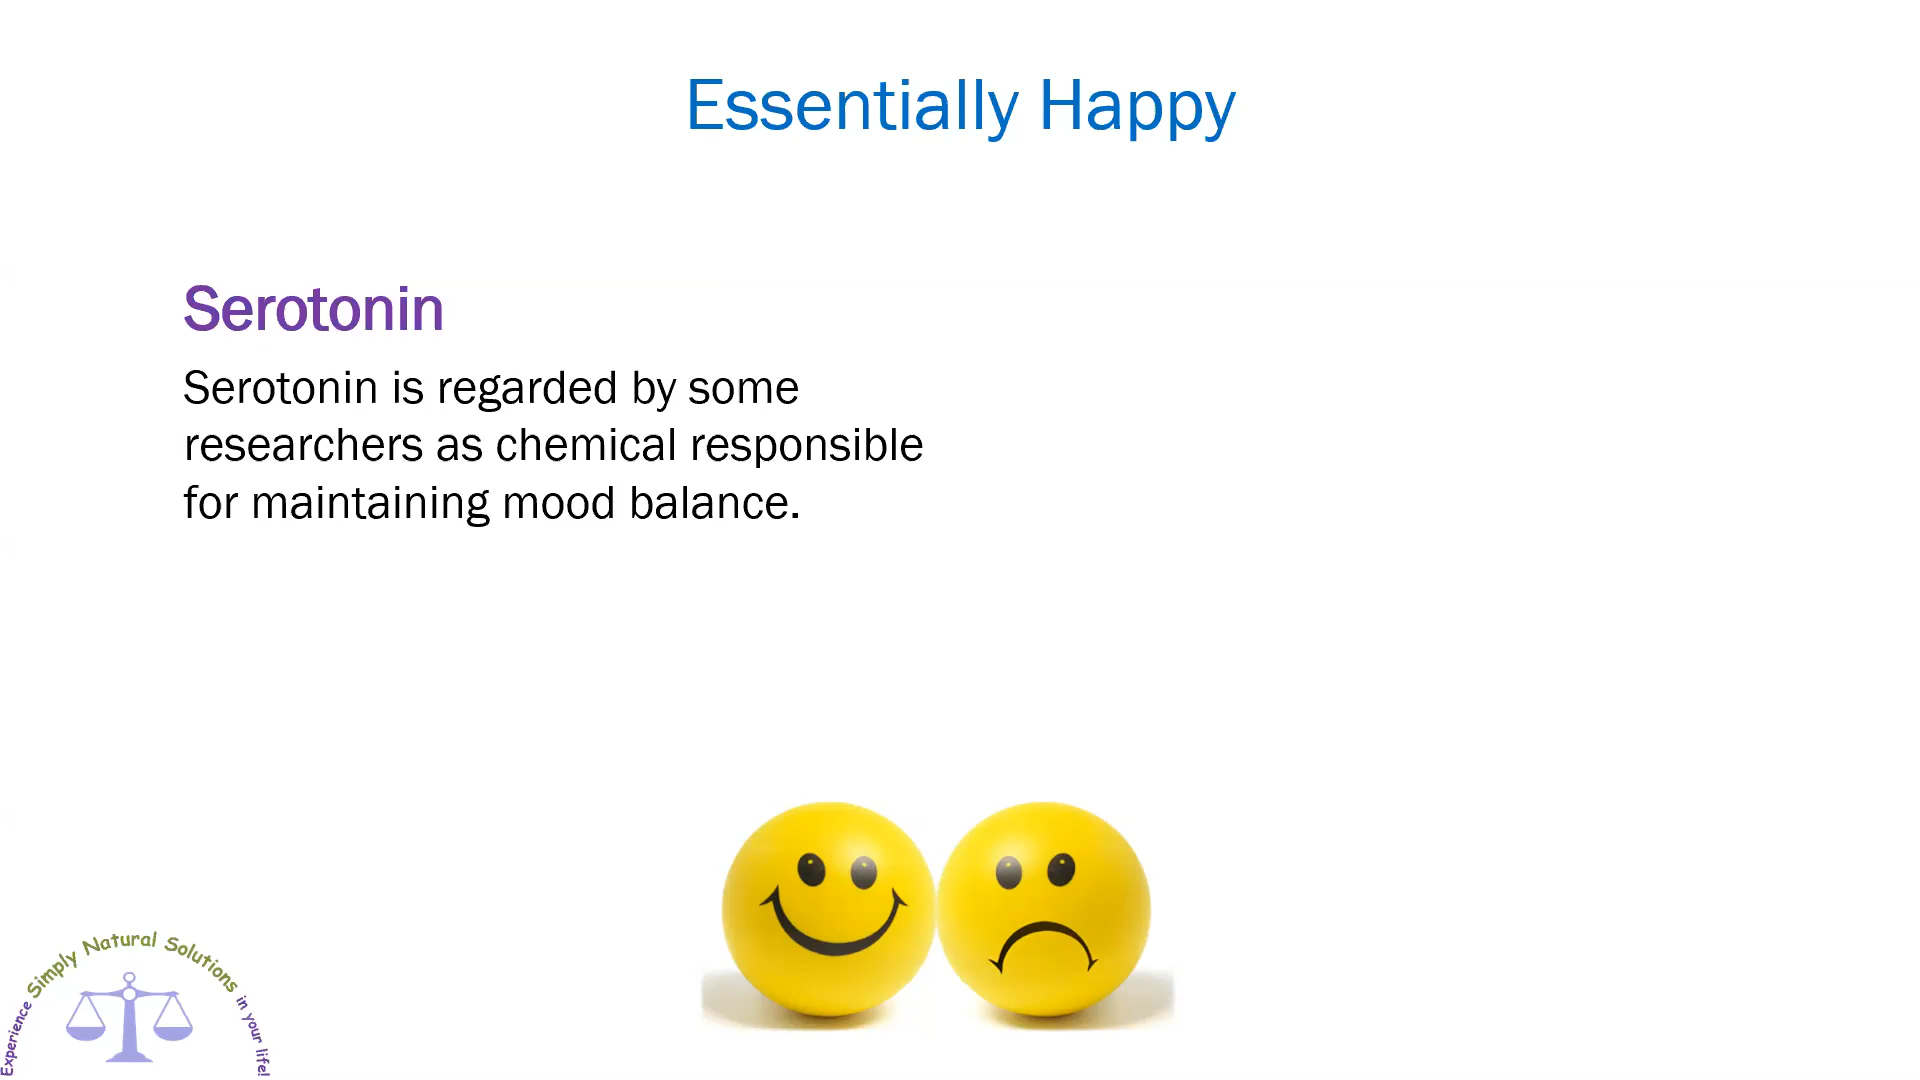 Essentially Happy
Serotonin
Serotonin is regarded by some
researchers as chemical responsible
for maintaining mood balance.
Experience Simply Natural Solutions in your life!